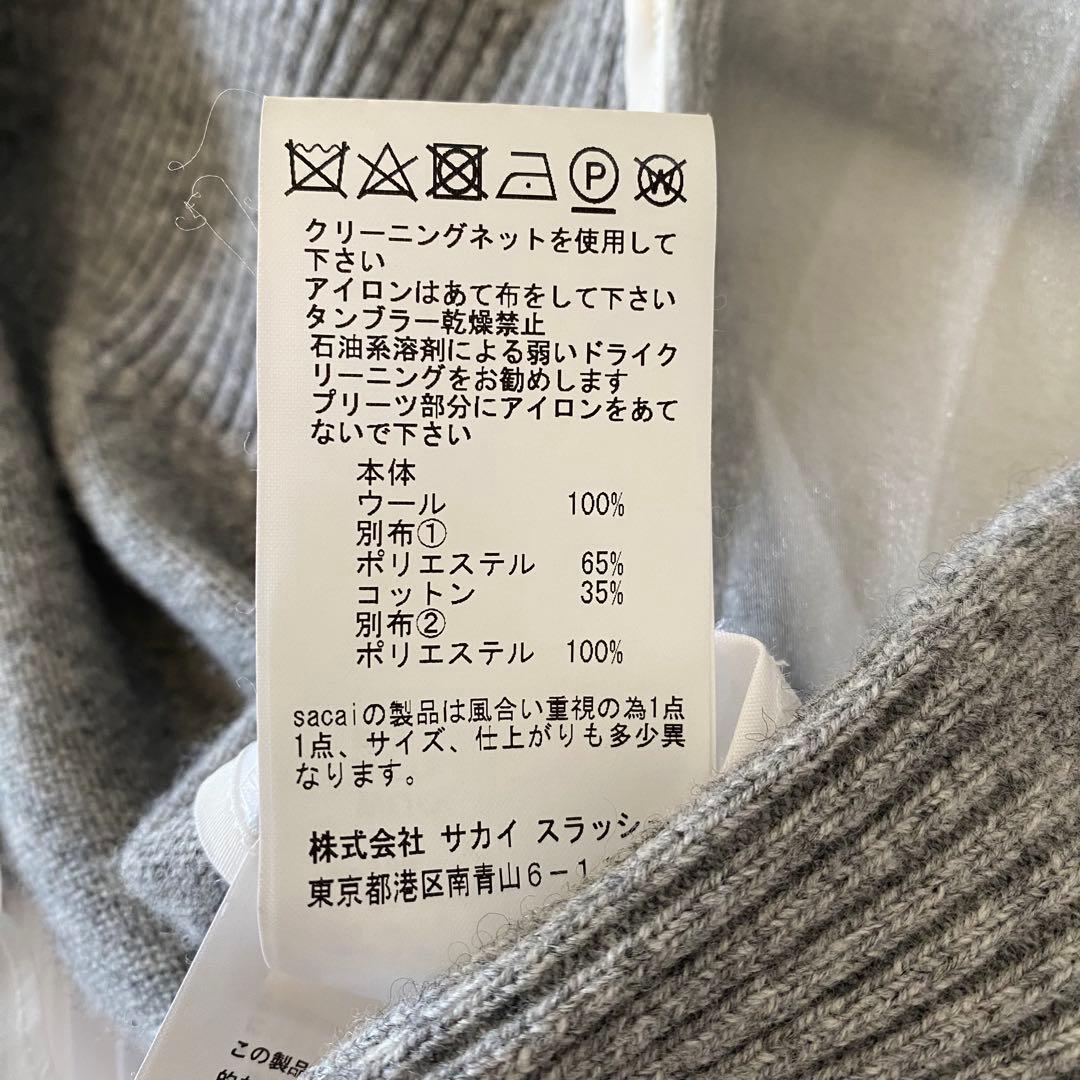 P W
クリーニングネットを使用して
下さい
アイロンはあて布をして下さい
タンブラー乾燥禁止
石油系溶剤による弱いドライク
リーニングをお勧めします
プリーツ部分にアイロンをあて
ないで下さい
本体
ウール 100%
別布①
ポリエステル 65%
コットン 35%
別布②
ポリエステル 100%
sacaiの製品は風合い重視の為1点
1点、サイズ、仕上がりも多少異
なります。
株式会社 サカイ スラッシ
東京都港区南青山6-1
この製品
的